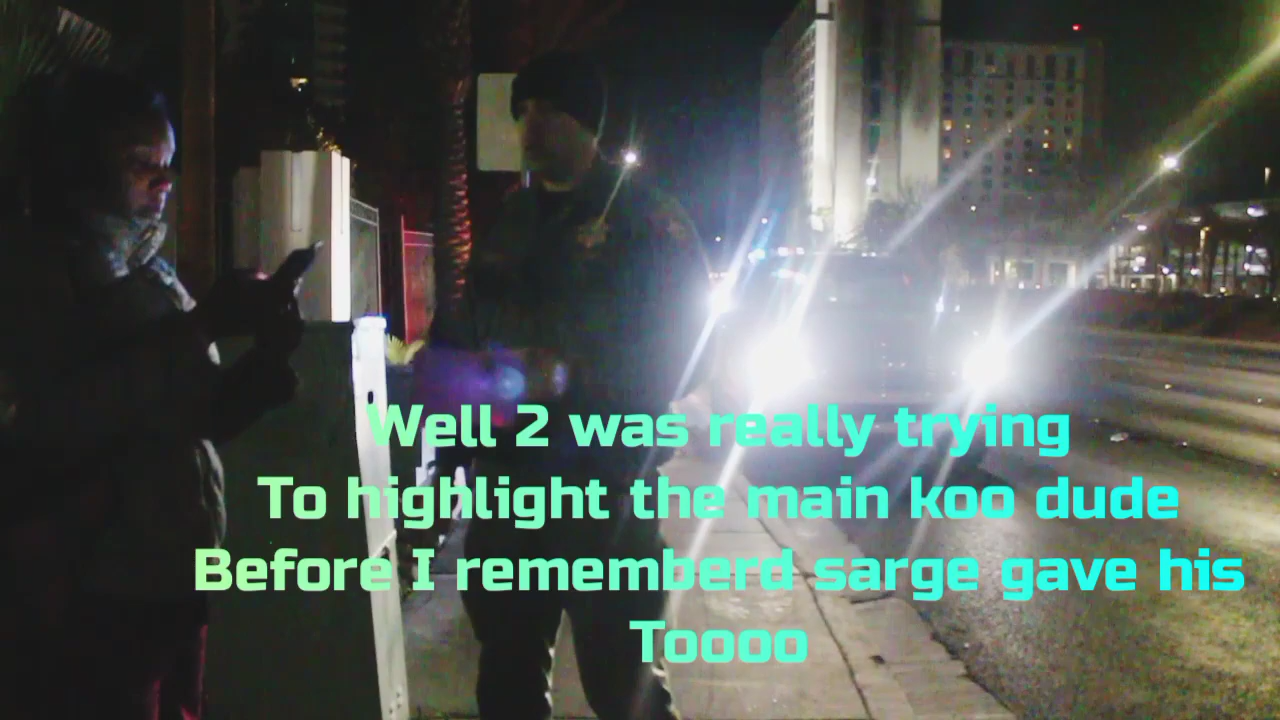 Well 2 was really trying
To highlight the main koo dude
Before I rememberd sarge gave his
Toooo